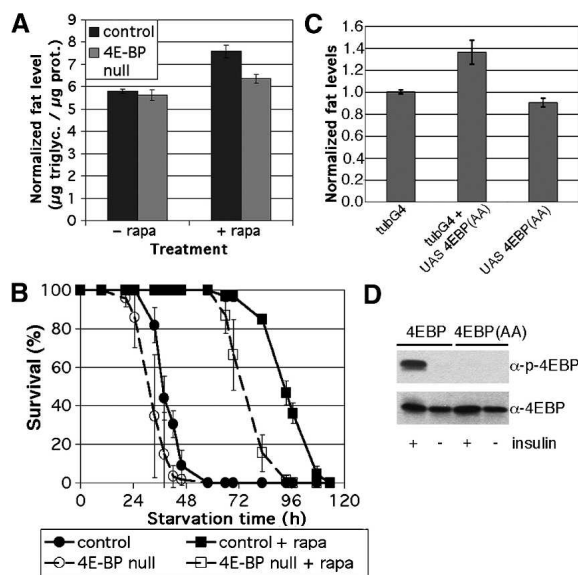 A
Normalized fat level
(μg triglyc. / μg prot.)
8
7
6
5
4
3
2
1
0
control
4E-BP
null
– rapa
+ rapa
Treatment
C
Normalized fat levels
1.6
1.4
1.2
1.0
0.8
0.6
0.4
0.2
0.0
tubG4
tubG4 +
UAS 4EBP(AA)
UAS 4EBP(AA)
B
Survival (%)
100
80
60
40
20
0
0
24
48
72
96
120
Starvation time (h)
control
control + rapa
4E-BP null
4E-BP null + rapa
D
4EBP
4EBP(AA)
α-p-4EBP
α-4EBP
+ - + - insulin